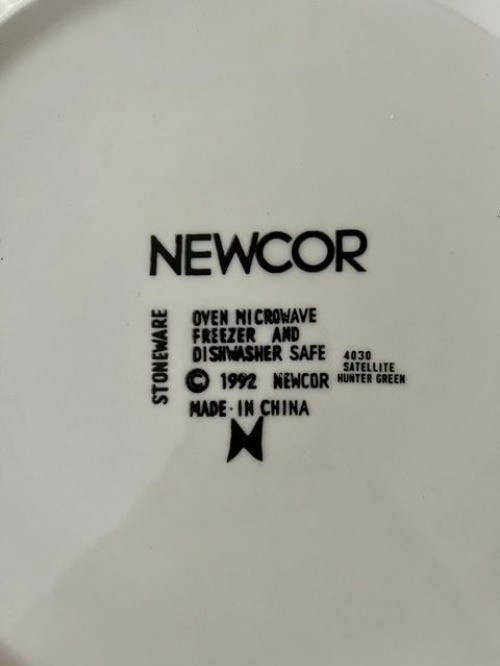 NEWCOR
STONEWARE
OVEN MICROWAVE
FREEZER AND
DISHWASHER SAFE
© 1992 NEWCOR
MADE·IN CHINA
4030
SATELLITE
HUNTER GREEN
N